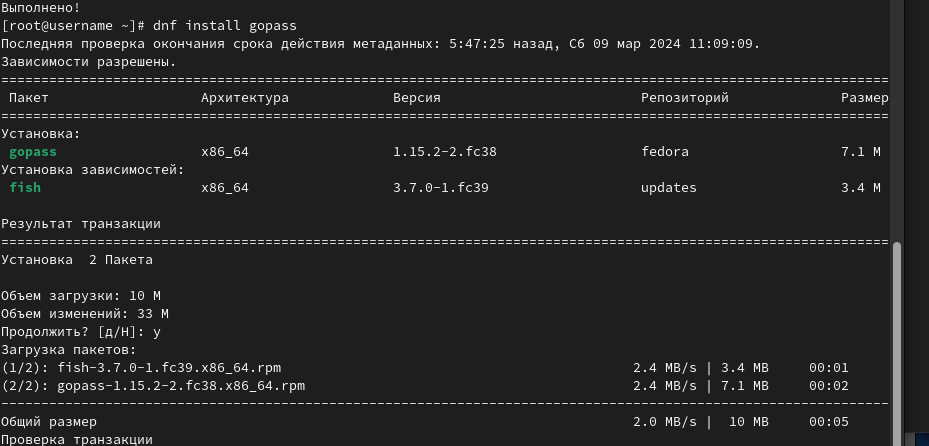 Выполнено!
[root@username ~]# dnf install gopass
Последняя проверка окончания срока действия метаданных: 5:47:25 назад, Сб 09 мар 2024 11:09:09.
Зависимости разрешены.
================================================================================
Пакет Архитектура Версия Репозиторий Размер
================================================================================
Установка:
gopass x86_64 1.15.2-2.fc38 fedora 7.1 M
Установка зависимостей:
fish x86_64 3.7.0-1.fc39 updates 3.4 M
Результат транзакции
================================================================================
Установка  2 Пакета
Объем загрузки: 10 M
Объем изменений: 33 M
Продолжить? [д/Н]: y
Загрузка пакетов:
(1/2): fish-3.7.0-1.fc39.x86_64.rpm 2.4 MB/s | 3.4 MB 00:01
(2/2): gopass-1.15.2-2.fc38.x86_64.rpm 2.4 MB/s | 7.1 MB 00:02
--------------------------------------------------------------------------------
Общий размер 2.0 MB/s |  10 MB 00:05
Проверка транзакции